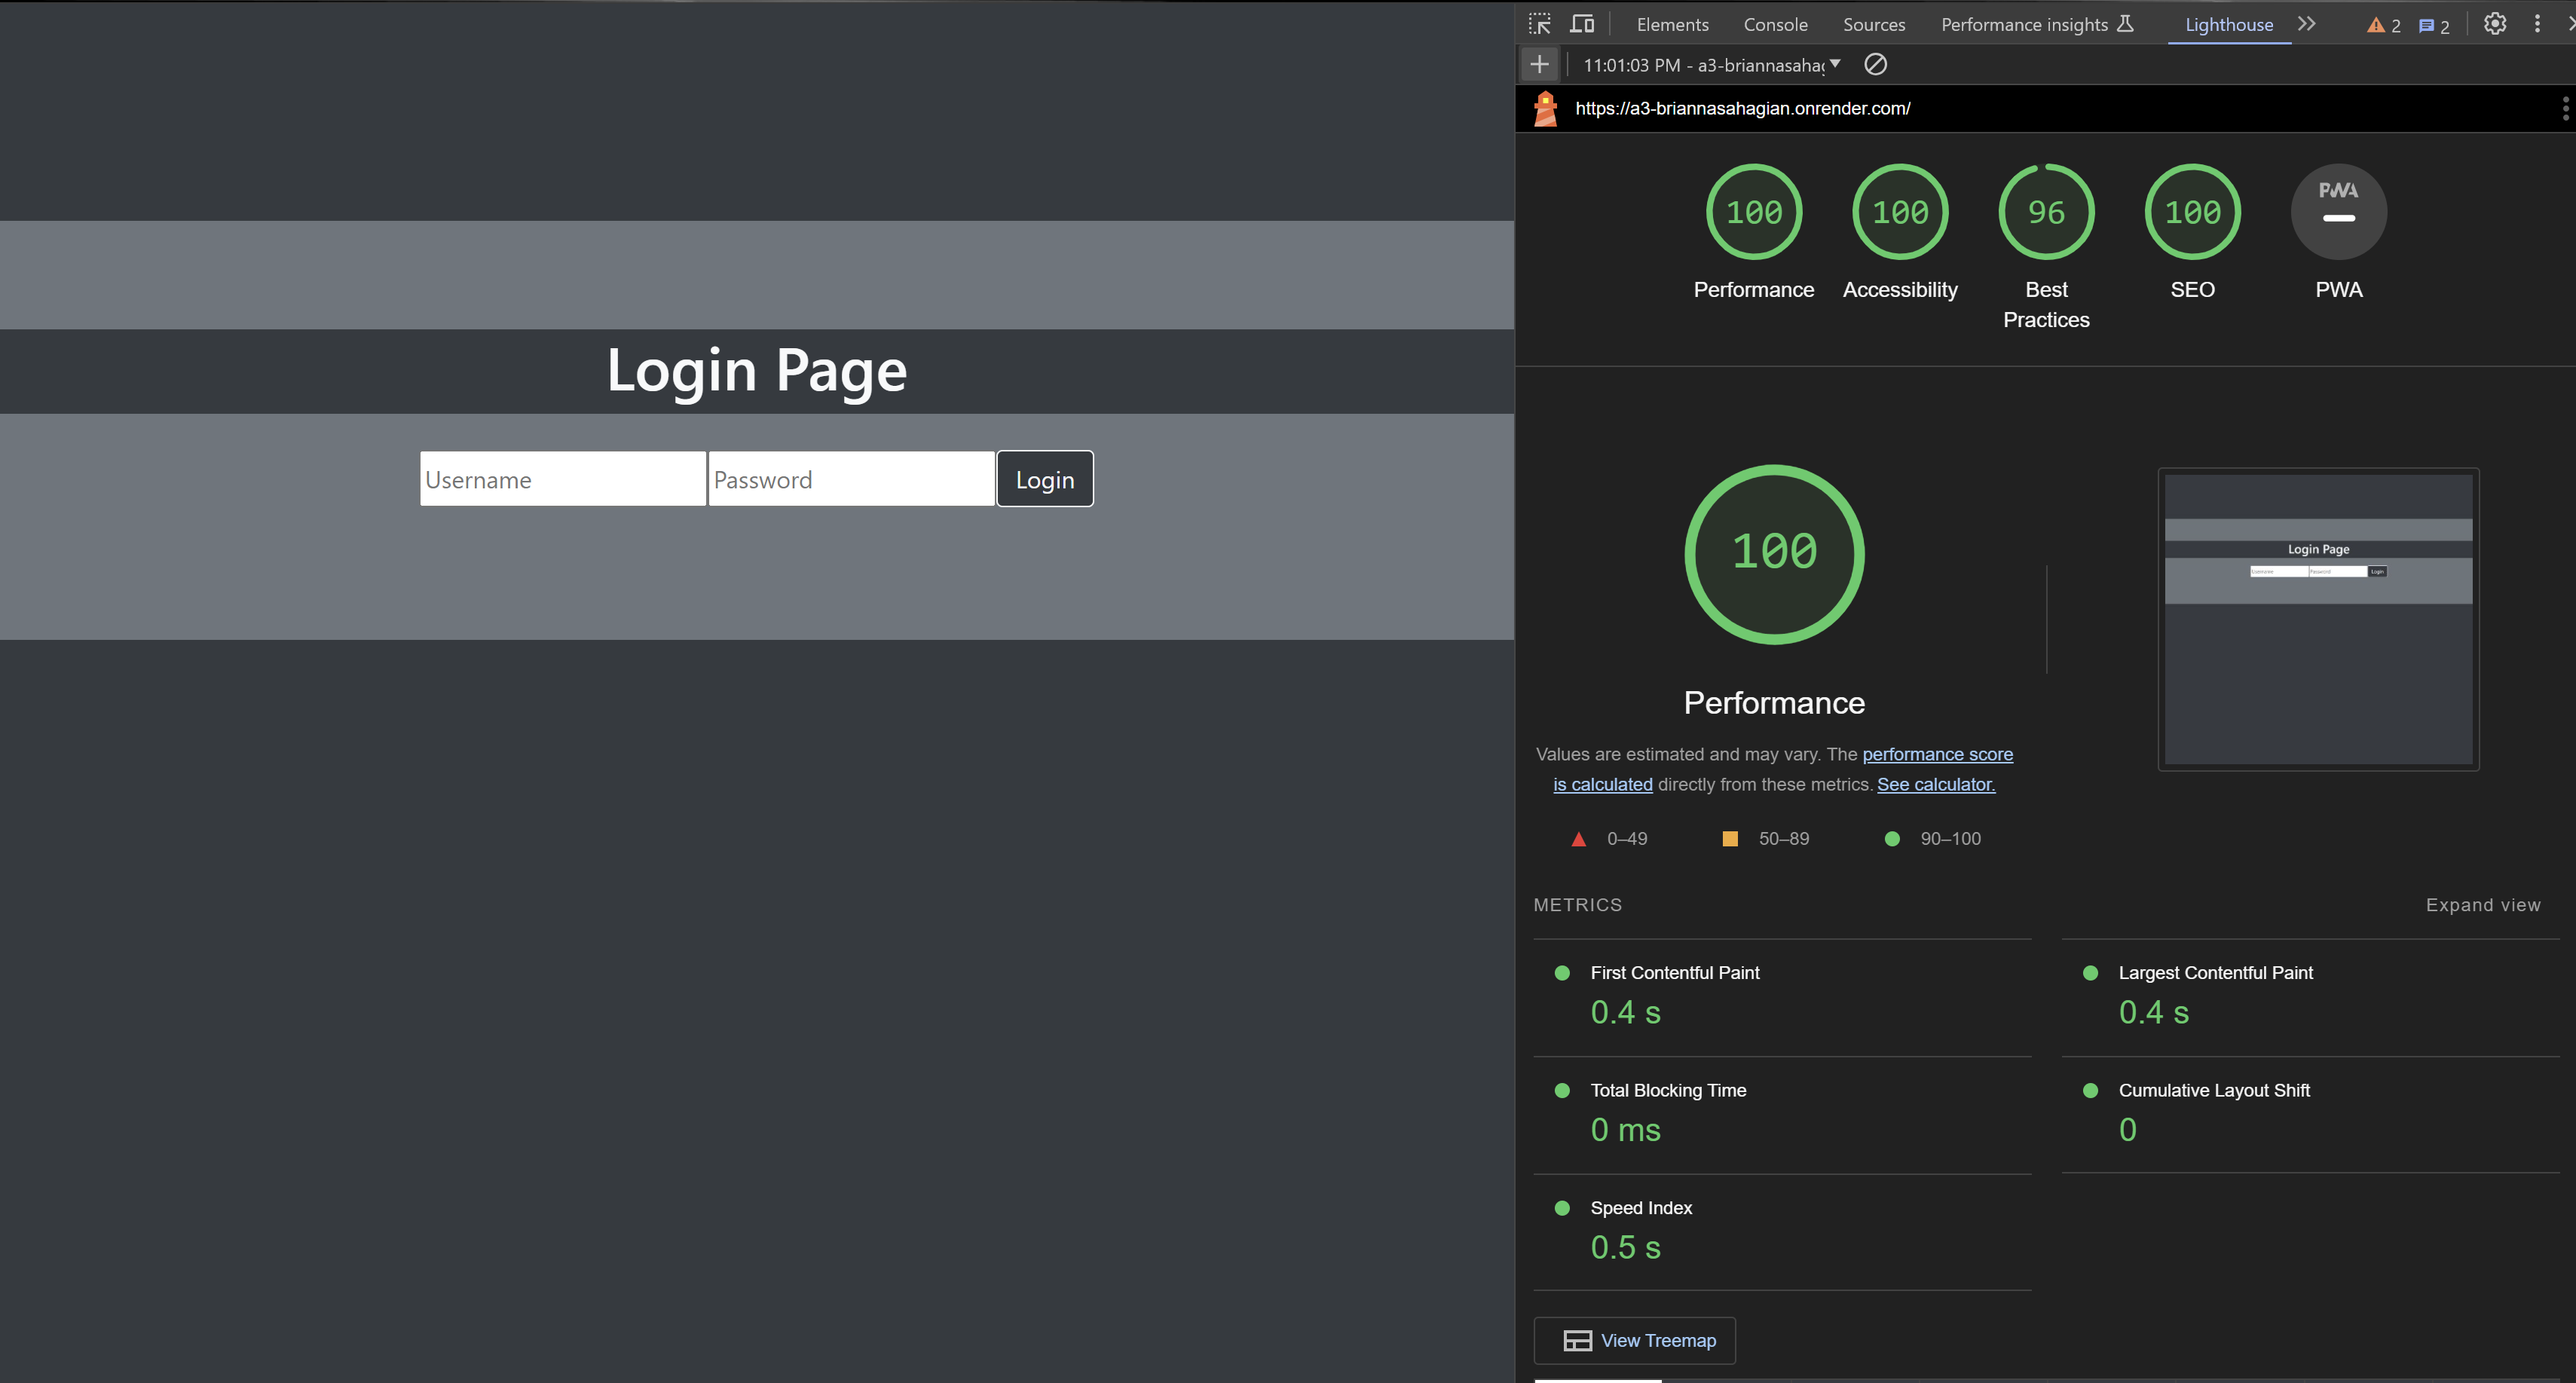 Login Page
Username
Password
Login
Elements
Console
Sources
Performance insights
Lighthouse
2
2
11:01:03 PM - a3-briannasahag
https://a3-briannasahagian.onrender.com/
100
100
96
100
PWA
Performance
Accessibility
Best
Practices
SEO
PWA
100
Performance
Values are estimated and may vary. The performance score
is calculated directly from these metrics. See calculator.
0–49
50–89
90–100
Login Page
Username
Password
Login
METRICS
Expand view
First Contentful Paint
0.4 s
Largest Contentful Paint
0.4 s
Total Blocking Time
0 ms
Cumulative Layout Shift
0
Speed Index
0.5 s
View Treemap